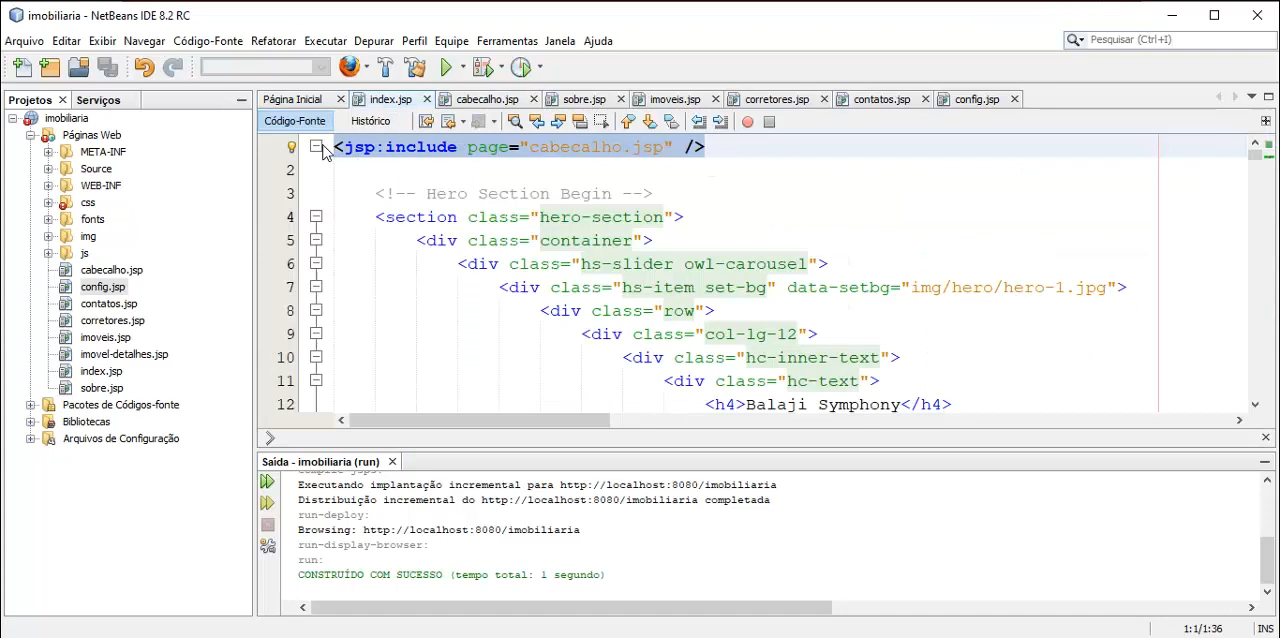 imobiliaria - NetBeans IDE 8.2 RC
Arquivo Editar Exibir Navegar Código-Fonte Refatorar Executar Depurar Perfil Equipe Ferramentas Janela Ajuda
Pesquisar (Ctrl+I)
Projetos Serviços
Página Inicial index.jsp cabecalho.jsp sobre.jsp imoveis.jsp corretores.jsp contatos.jsp config.jsp
Código-Fonte Histórico
imobiliaria
Páginas Web
META-INF
Source
WEB-INF
css
fonts
img
js
cabecalho.jsp
config.jsp
contatos.jsp
corretores.jsp
imoveis.jsp
imovel-detalhes.jsp
index.jsp
sobre.jsp
Pacotes de Códigos-fonte
Bibliotecas
Arquivos de Configuração
<jsp:include page="cabecalho.jsp" />
2
3 <!-- Hero Section Begin -->
4 <section class="hero-section">
5 <div class="container">
6 <div class="hs-slider owl-carousel">
7 <div class="hs-item set-bg" data-setbg="img/hero/hero-1.jpg">
8 <div class="row">
9 <div class="col-lg-12">
10 <div class="hc-inner-text">
11 <div class="hc-text">
12 <h4>Balaji Symphony</h4>
Saída - imobiliaria (run)
compile-jsps:
Executando implantação incremental para http://localhost:8080/imobiliaria
Distribuição incremental do http://localhost:8080/imobiliaria completada
run-deploy:
Browsing: http://localhost:8080/imobiliaria
run-display-browser:
run:
CONSTRUÍDO COM SUCESSO (tempo total: 1 segundo)
1:1/1:36 INS